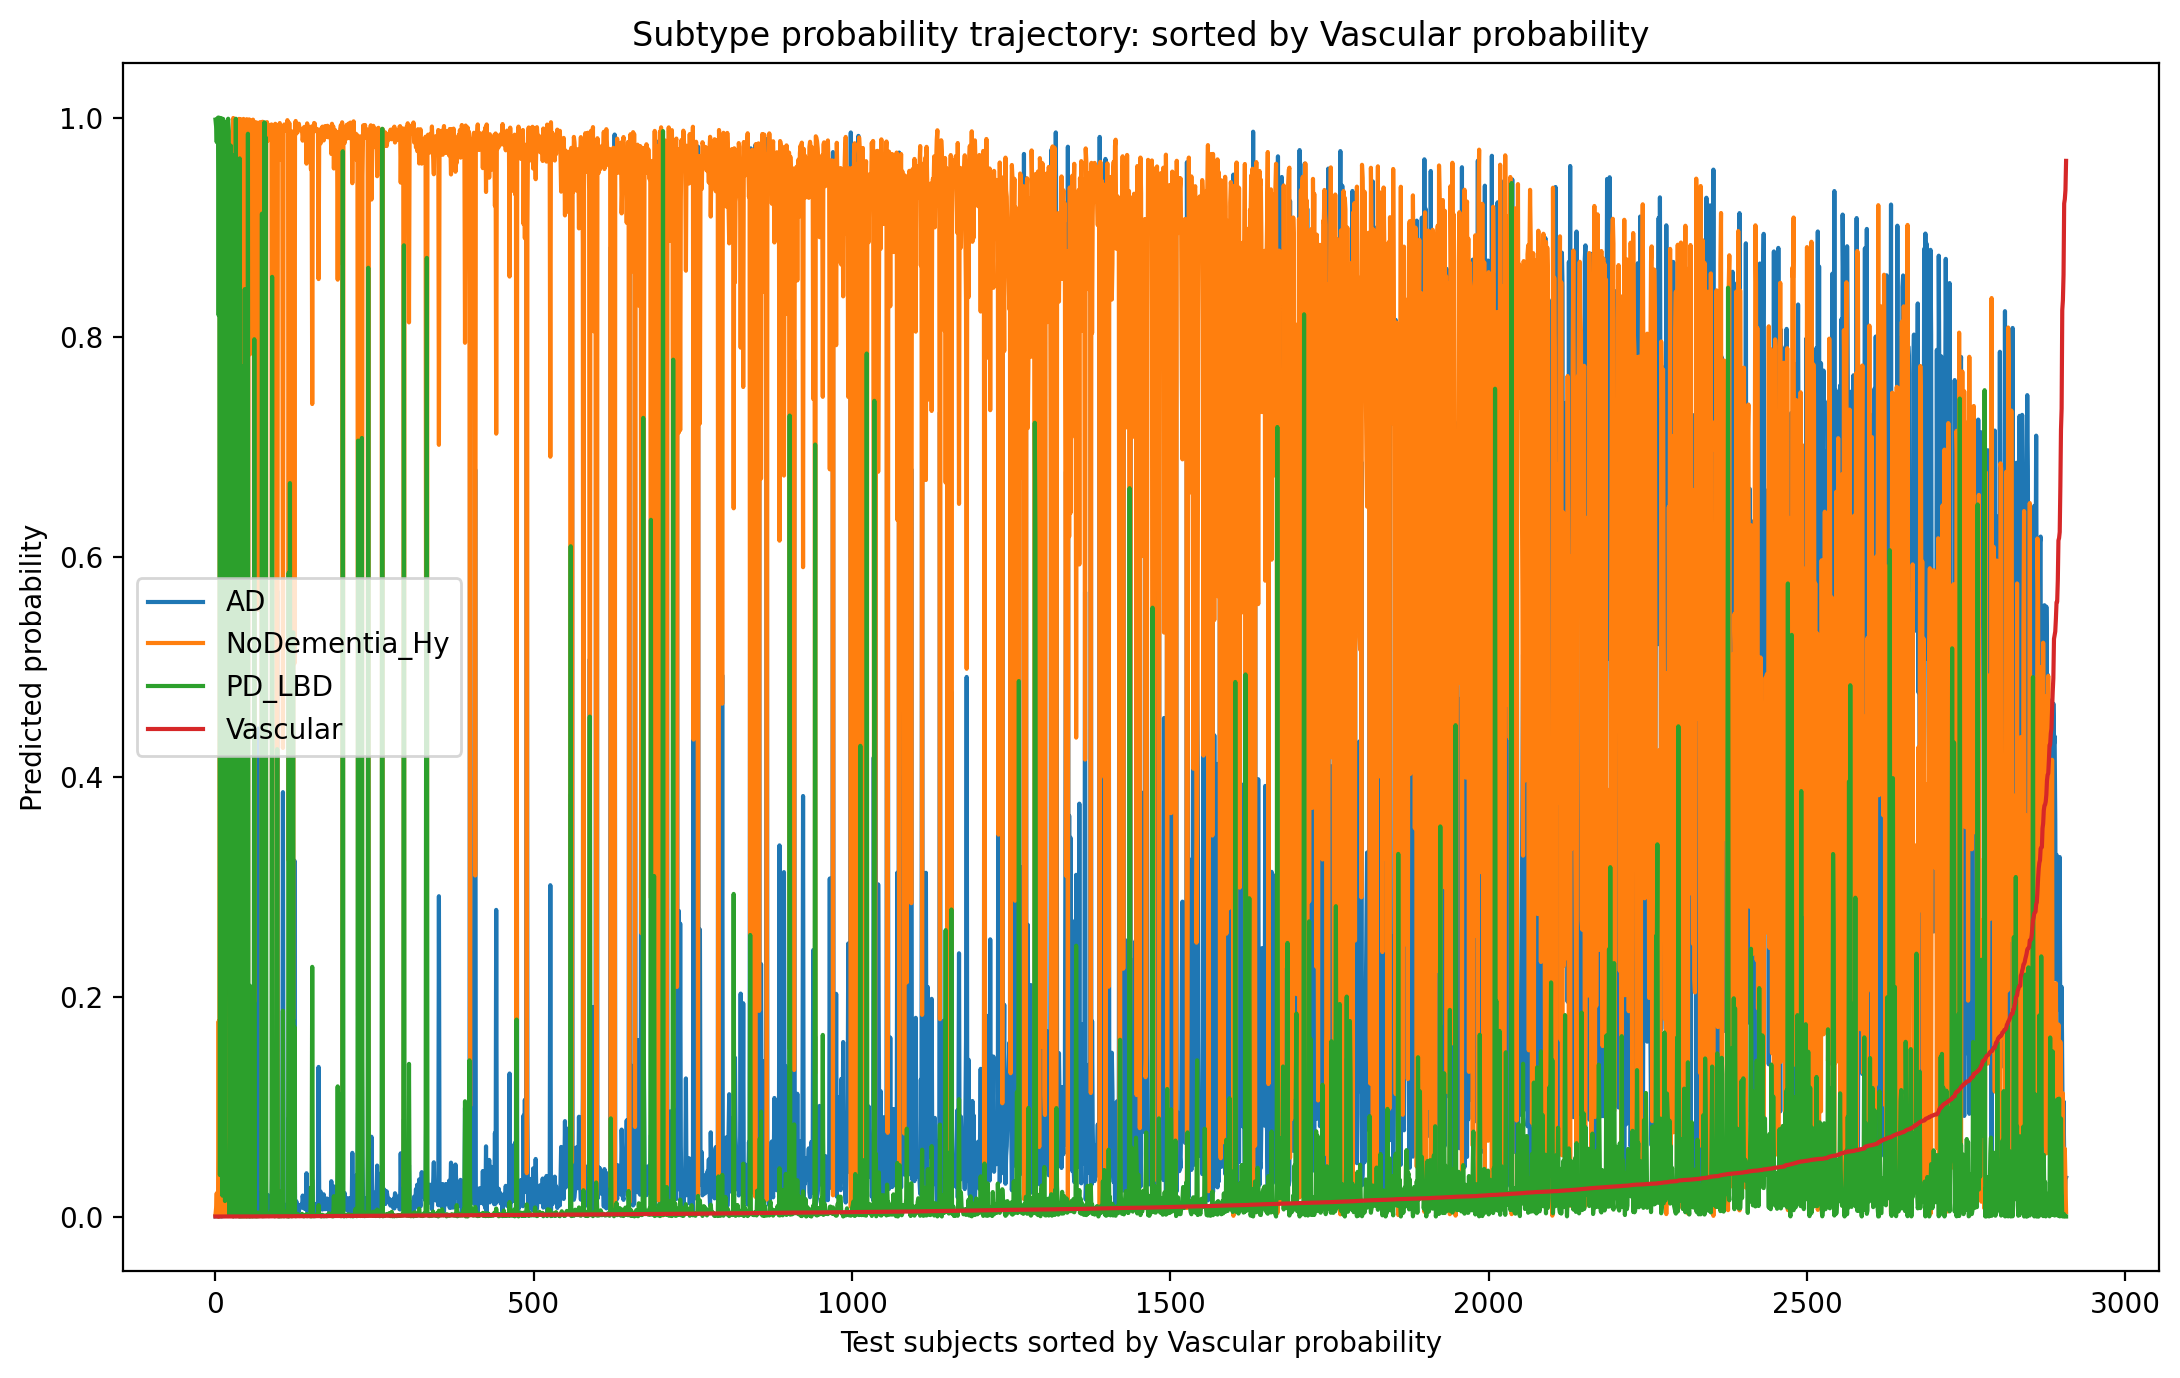 Subtype probability trajectory: sorted by Vascular probability
1.0
0.8
0.6
0.4
0.2
0.0
Predicted probability
AD
NoDementia_Hy
PD_LBD
Vascular
0 500 1000 1500 2000 2500 3000
Test subjects sorted by Vascular probability